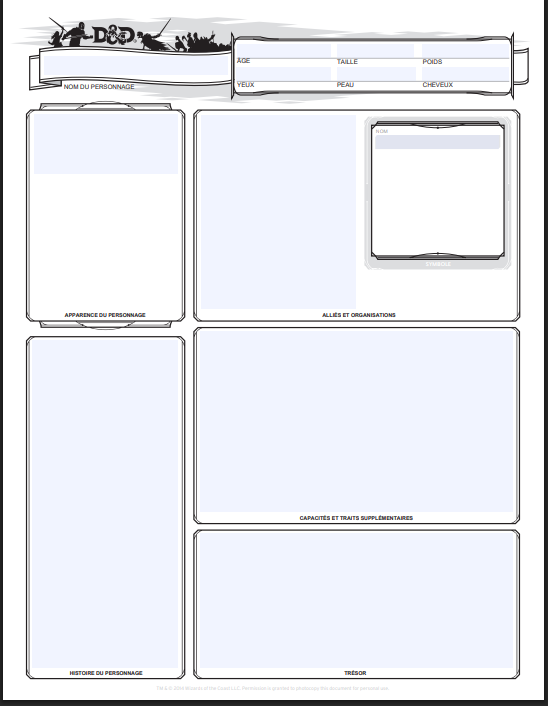 D&D
ÂGE
TAILLE
POIDS
NOM DU PERSONNAGE
YEUX
PEAU
CHEVEUX
NOM
SYMBOLE
APPARENCE DU PERSONNAGE
ALLIÉS ET ORGANISATIONS
CAPACITÉS ET TRAITS SUPPLÉMENTAIRES
HISTOIRE DU PERSONNAGE
TRÉSOR
TM & © 2014 Wizards of the Coast LLC. Permission is granted to photocopy this document for personal use.